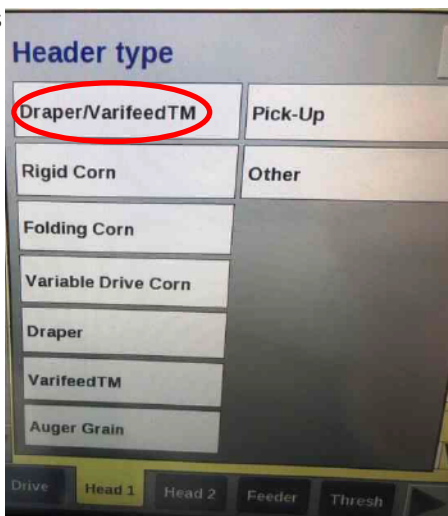 s
Header type
Draper/VarifeedTM
Pick-Up
Rigid Corn
Other
Folding Corn
Variable Drive Corn
Draper
VarifeedTM
Auger Grain
Drive
Head 1
Head 2
Feeder
Thresh